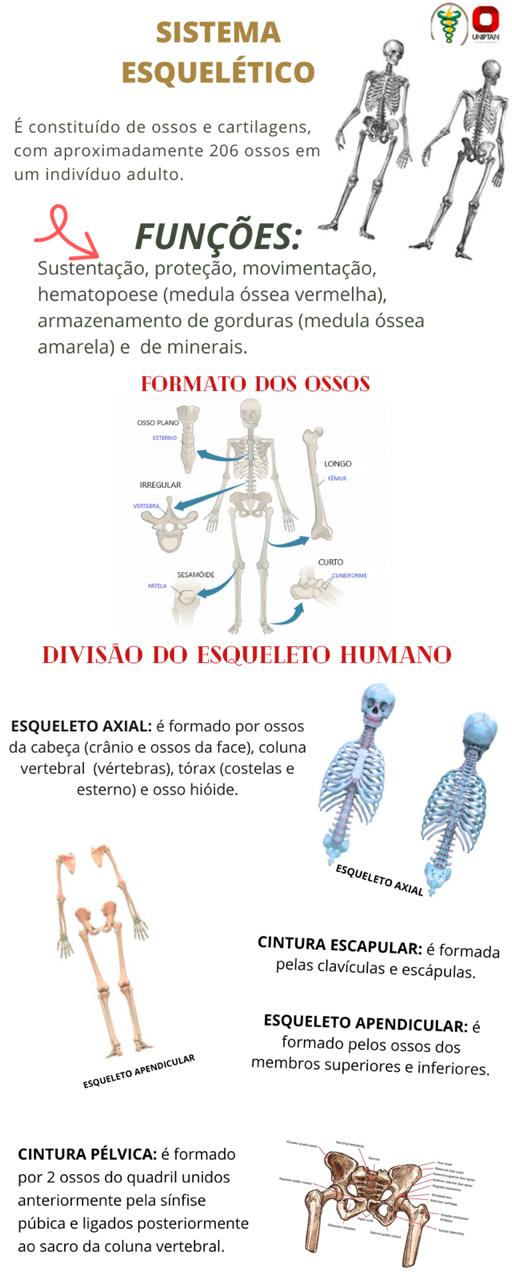 UNIPTAN
SISTEMA
ESQUELÉTICO
É constituído de ossos e cartilagens,
com aproximadamente 206 ossos em
um indivíduo adulto.
FUNÇÕES:
Sustentação, proteção, movimentação,
hematopoese (medula óssea vermelha),
armazenamento de gorduras (medula óssea
amarela) e de minerais.
FORMATO DOS OSSOS
OSSO PLANO
ESTERNO
LONGO
FÊMUR
IRREGULAR
VERTEBRA
CURTO
CUNEIFORME
SESAMÓIDE
PATELA
DIVISÃO DO ESQUELETO HUMANO
ESQUELETO AXIAL: é formado por ossos
da cabeça (crânio e ossos da face), coluna
vertebral (vértebras), tórax (costelas e
esterno) e osso hióide.
ESQUELETO AXIAL
CINTURA ESCAPULAR: é formada
pelas clavículas e escápulas.
ESQUELETO APENDICULAR: é
formado pelos ossos dos
membros superiores e inferiores.
ESQUELETO APENDICULAR
CINTURA PÉLVICA: é formado
por 2 ossos do quadril unidos
anteriormente pela sínfise
púbica e ligados posteriormente
ao sacro da coluna vertebral.